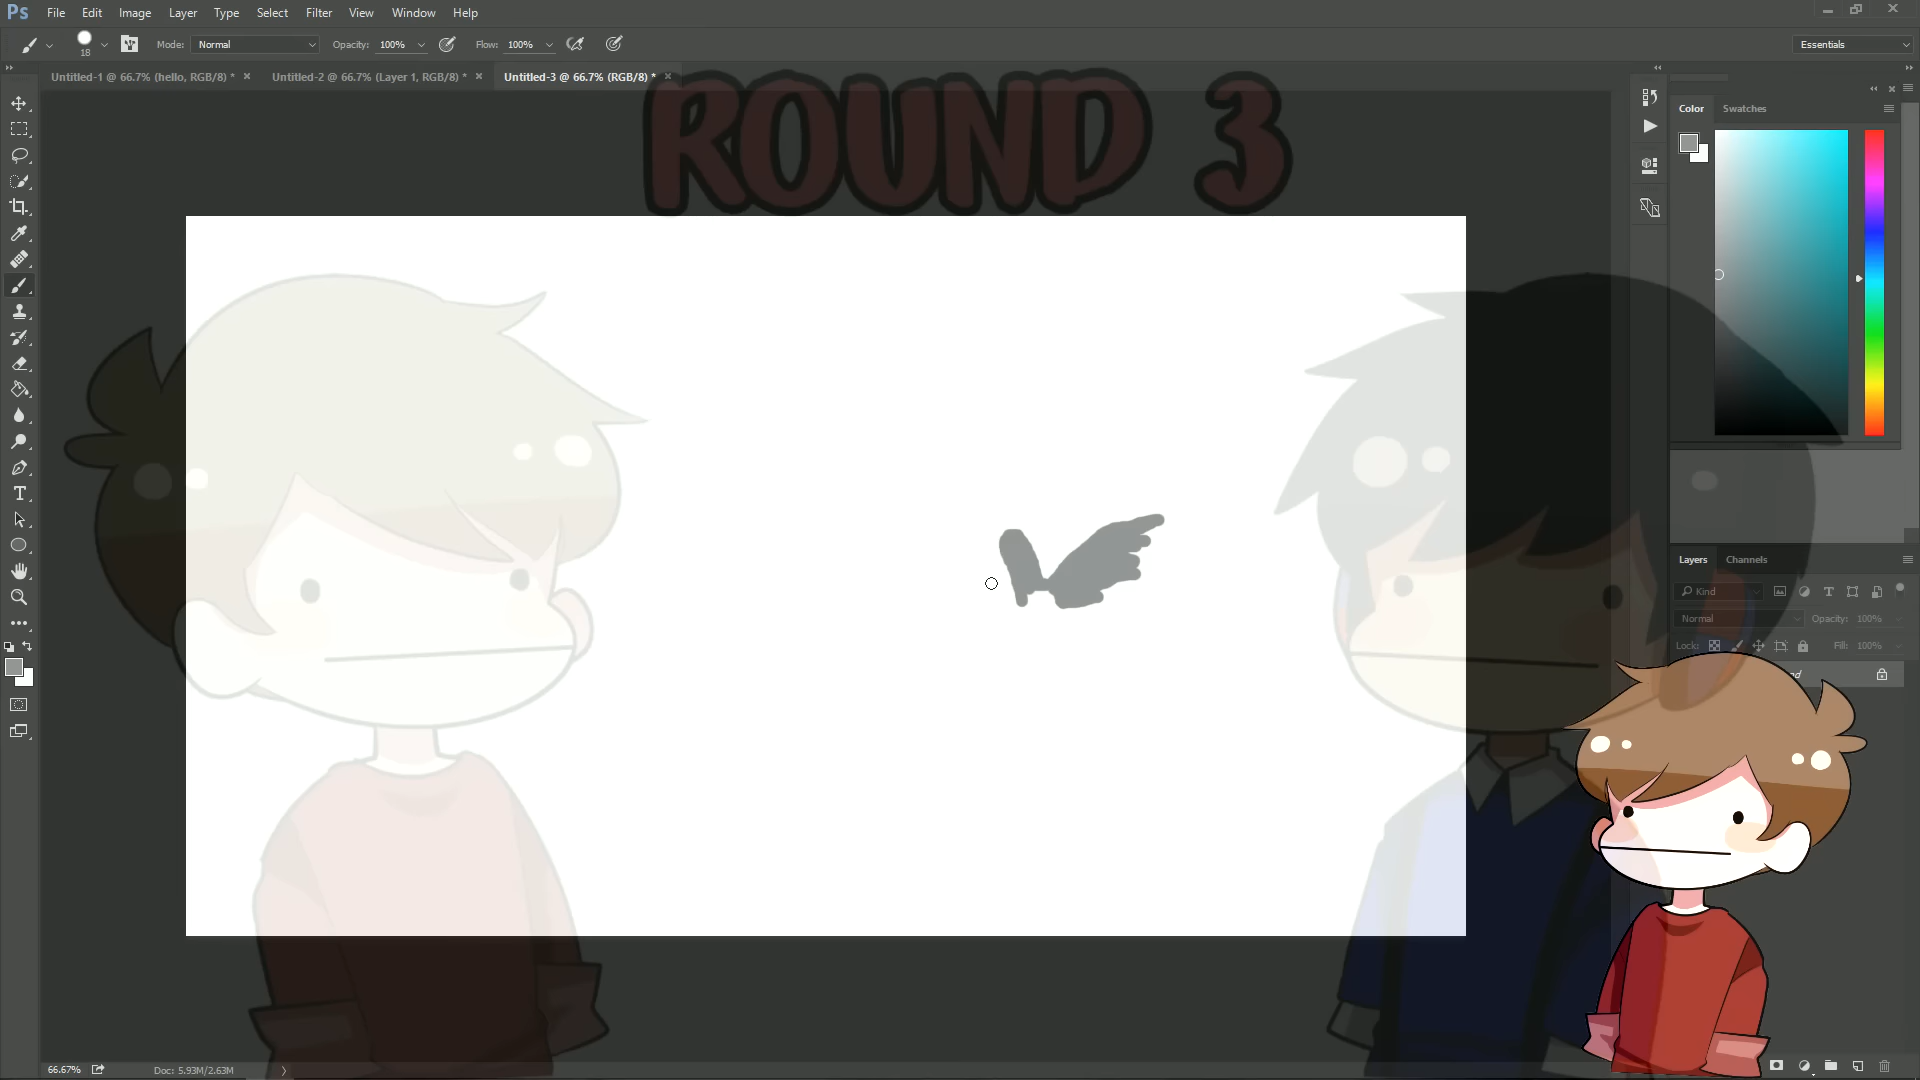 Ps File Edit Image Layer Type Select Filter View Window Help
18 Mode: Normal Opacity: 100% Flow: 100% Essentials
Untitled-1 @ 66.7% (hello, RGB/8) * Untitled-2 @ 66.7% (Layer 1, RGB/8) * Untitled-3 @ 66.7% (RGB/8) *
ROUND 3
Color Swatches
Layers Channels
Kind
Normal Opacity: 100%
Lock: Fill: 100%
66.67% Doc: 5.93M/2.63M